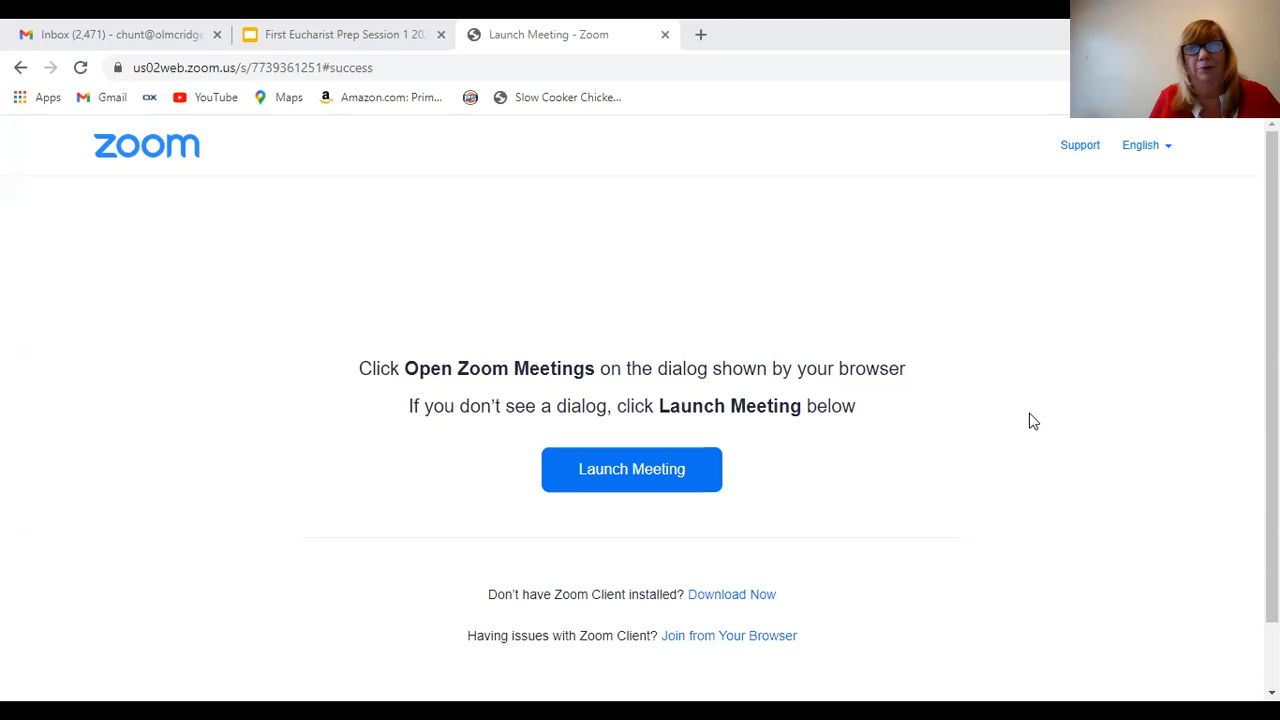 Inbox (2,471) - chunt@olmcridge
First Eucharist Prep Session 1 202
Launch Meeting - Zoom
us02web.zoom.us/s/7739361251#success
Apps
Gmail
YouTube
Maps
Amazon.com: Prim...
Slow Cooker Chicke...
zoom
Support
English
Click Open Zoom Meetings on the dialog shown by your browser
If you don't see a dialog, click Launch Meeting below
Launch Meeting
Don't have Zoom Client installed? Download Now
Having issues with Zoom Client? Join from Your Browser